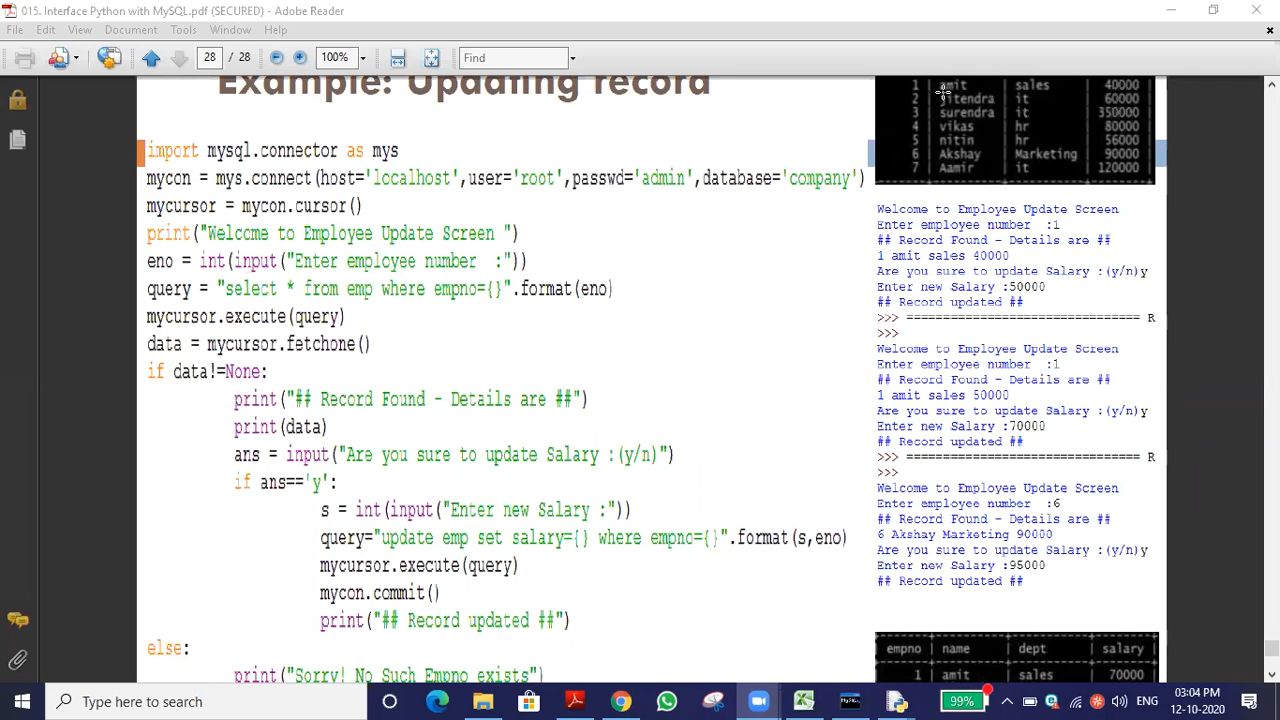 015. Interface Python with MySQL.pdf (SECURED) - Adobe Reader
File Edit View Document Tools Window Help
28 / 28 100% Find
Example: Updating record
import mysql.connector as mys
mycon = mys.connect(host='localhost',user='root',passwd='admin',database='company')
mycursor = mycon.cursor()
print("Welcome to Employee Update Screen ")
eno = int(input("Enter employee number :"))
query = "select * from emp where empno={}".format(eno)
mycursor.execute(query)
data = mycursor.fetchone()
if data!=None:
print("## Record Found - Details are ##")
print(data)
ans = input("Are you sure to update Salary :(y/n)")
if ans=='y':
s = int(input("Enter new Salary :"))
query="update emp set salary={} where empno={}".format(s,eno)
mycursor.execute(query)
mycon.commit()
print("## Record updated ##")
else:
print("Sorry! No such empno exists")
1 | amit | sales | 40000 |
2 | jitendra | it | 60000 |
3 | surendra | it | 350000 |
4 | vikas | hr | 80000 |
5 | nitin | hr | 56000 |
6 | Akshay | Marketing | 90000 |
7 | Aamir | it | 120000 |
Welcome to Employee Update Screen
Enter employee number :1
## Record Found - Details are ##
1 amit sales 40000
Are you sure to update Salary :(y/n)y
Enter new Salary :50000
## Record updated ##
>>> ================================ R
>>>
Welcome to Employee Update Screen
Enter employee number :1
## Record Found - Details are ##
1 amit sales 50000
Are you sure to update Salary :(y/n)y
Enter new Salary :70000
## Record updated ##
>>> ================================ R
>>>
Welcome to Employee Update Screen
Enter employee number :6
## Record Found - Details are ##
6 Akshay Marketing 90000
Are you sure to update Salary :(y/n)y
Enter new Salary :95000
## Record updated ##
| empno | name | dept | salary |
| 1 | amit | sales | 70000 |
Type here to search
99%
ENG
03:04 PM
12-10-2020